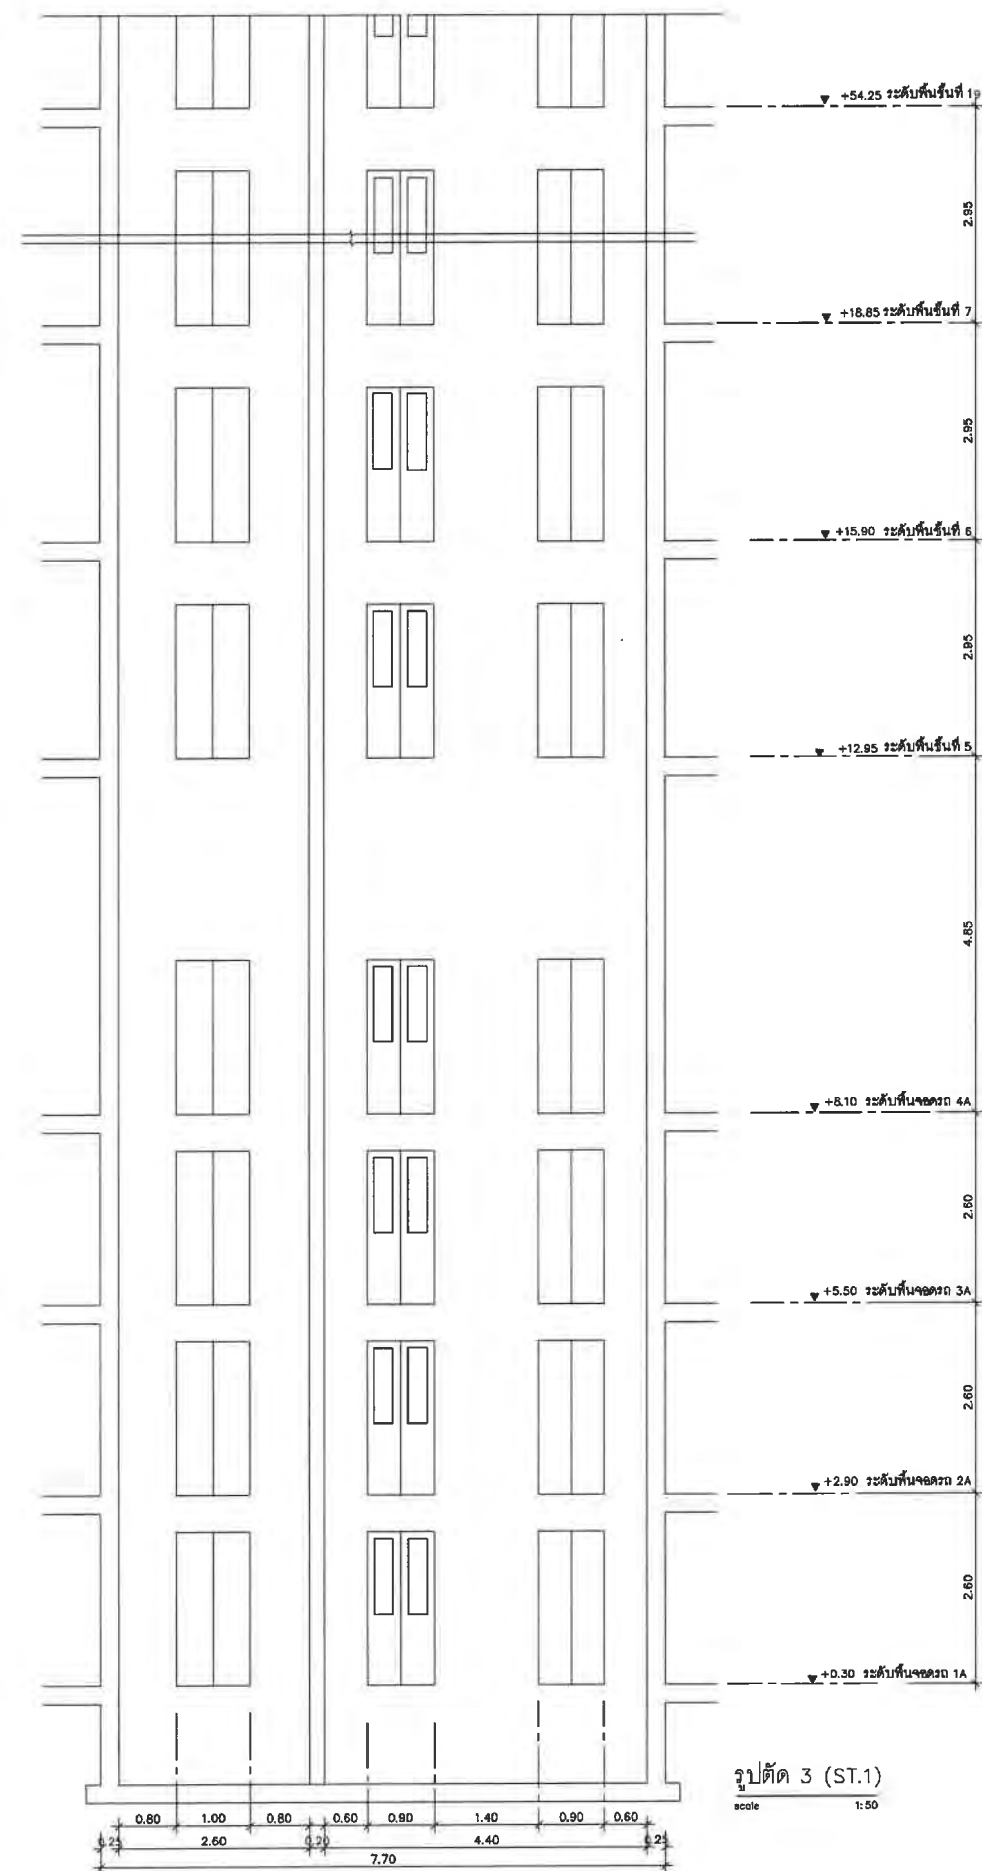 +54.25 ระดับพื้นชั้นที่ 19
2.95
+18.85 ระดับพื้นชั้นที่ 7
2.95
+15.90 ระดับพื้นชั้นที่ 6
2.95
+12.95 ระดับพื้นชั้นที่ 5
4.85
+8.10 ระดับพื้นจอดรถ 4A
2.60
+5.50 ระดับพื้นจอดรถ 3A
2.60
+2.90 ระดับพื้นจอดรถ 2A
2.60
+0.30 ระดับพื้นจอดรถ 1A
รูปตัด 3 (ST.1)
scale 1:50
0.80 1.00 0.80 0.60 0.90 1.40 0.90 0.60
0.25 2.60 0.20 4.40 0.25
7.70